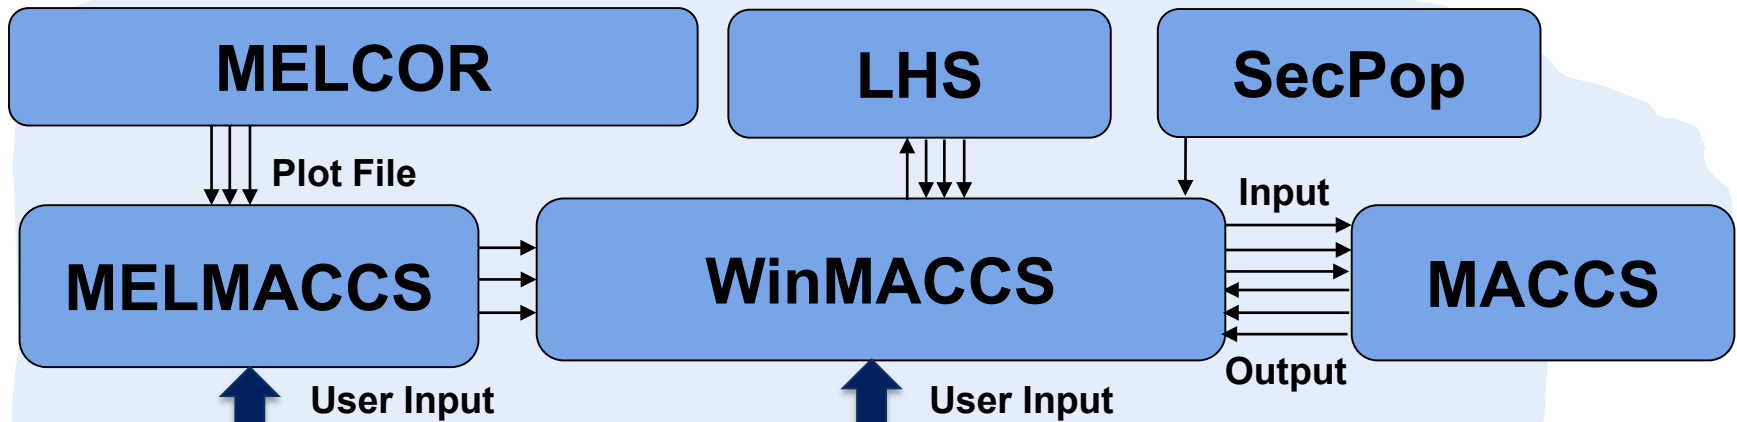 MELCOR
LHS
SecPop
Plot File
Input
MELMACCS
WinMACCS
MACCS
Output
User Input
User Input